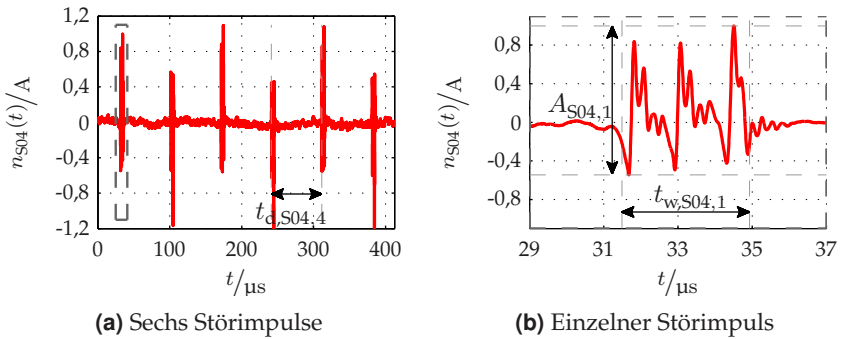 1,2
0,8
0,4
0
-0,4
-0,8
-1,2
n_S04(t)/A
t_d,S04,4
0 100 200 300 400
t/µs
(a) Sechs Störimpulse
0,8
0,4
0
-0,4
-0,8
n_S04(t)/A
A_S04,1
t_w,S04,1
29 31 33 35 37
t/µs
(b) Einzelner Störimpuls